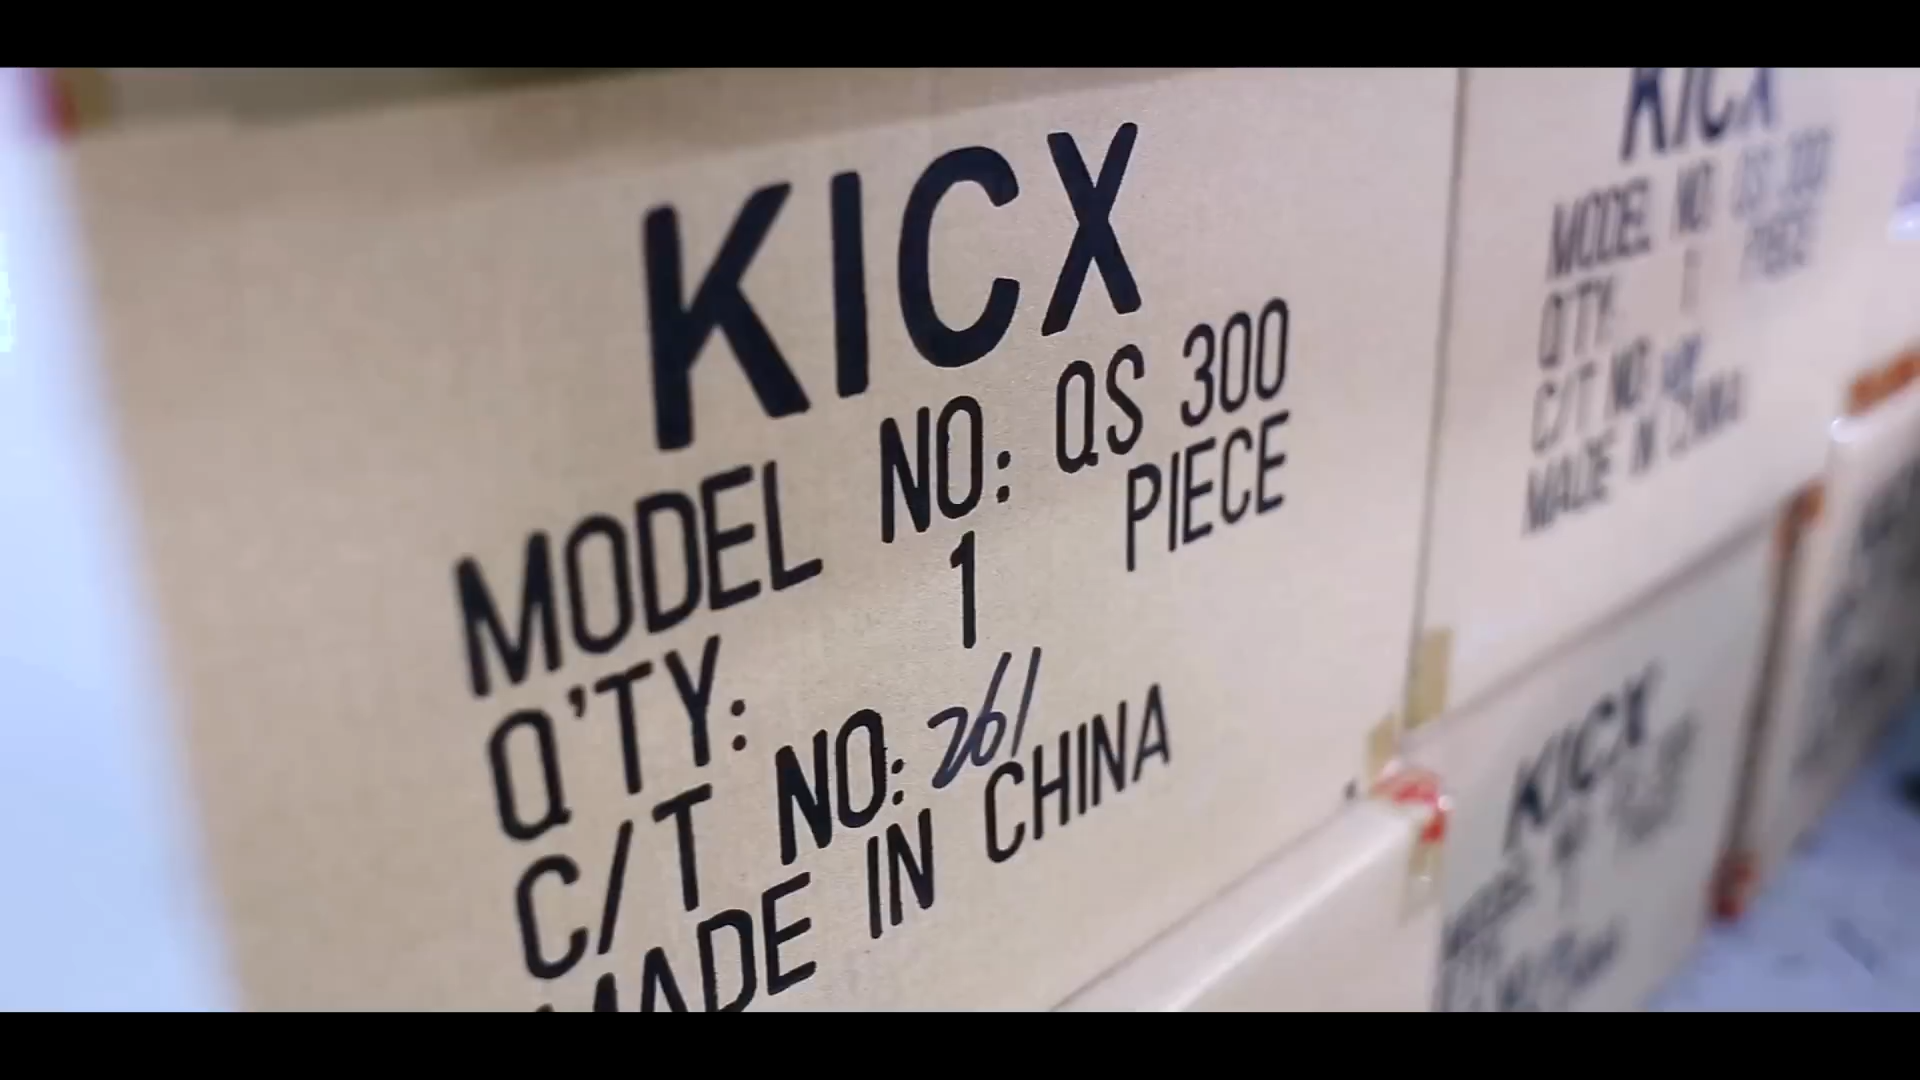 KICX
MODEL NO: QS 300
Q'TY: 1 PIECE
C/T NO: 261
MADE IN CHINA
KICX
MODEL NO: QS 300
Q'TY: 1 PIECE
C/T NO:
MADE IN CHINA
KICX